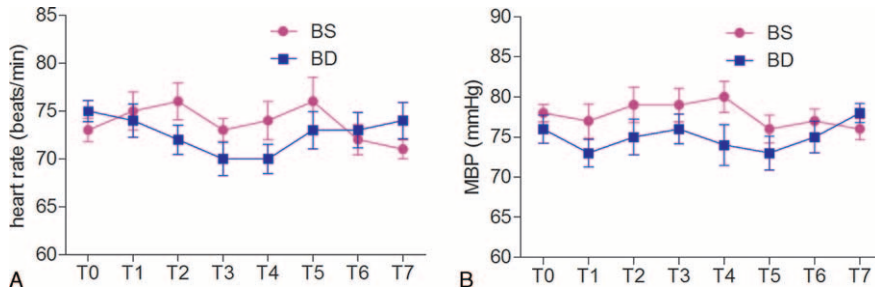 85
80
75
70
65
60
heart rate (beats/min)
BS
BD
T0 T1 T2 T3 T4 T5 T6 T7
A
90
85
80
75
70
65
60
MBP (mmHg)
BS
BD
T0 T1 T2 T3 T4 T5 T6 T7
B